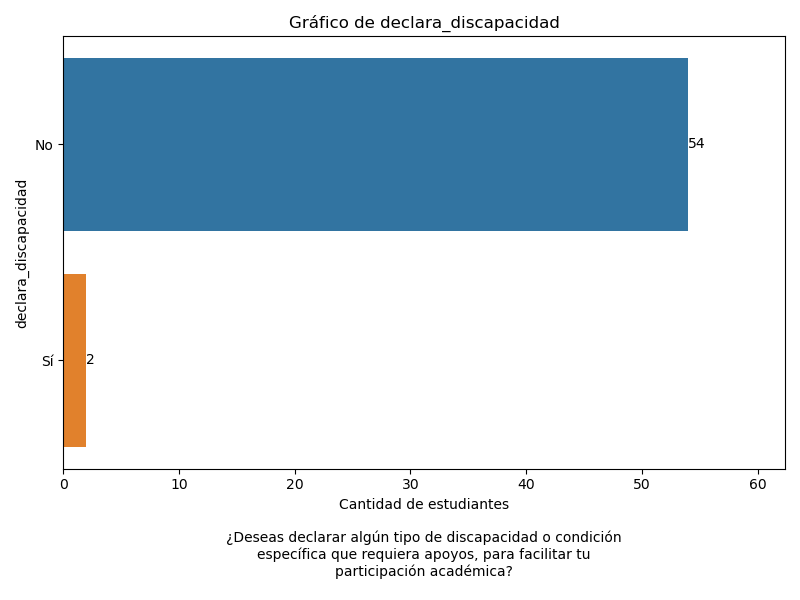 Gráfico de declara_discapacidad
declara_discapacidad
No
54
Sí
2
0 10 20 30 40 50 60
Cantidad de estudiantes
¿Deseas declarar algún tipo de discapacidad o condición
específica que requiera apoyos, para facilitar tu
participación académica?